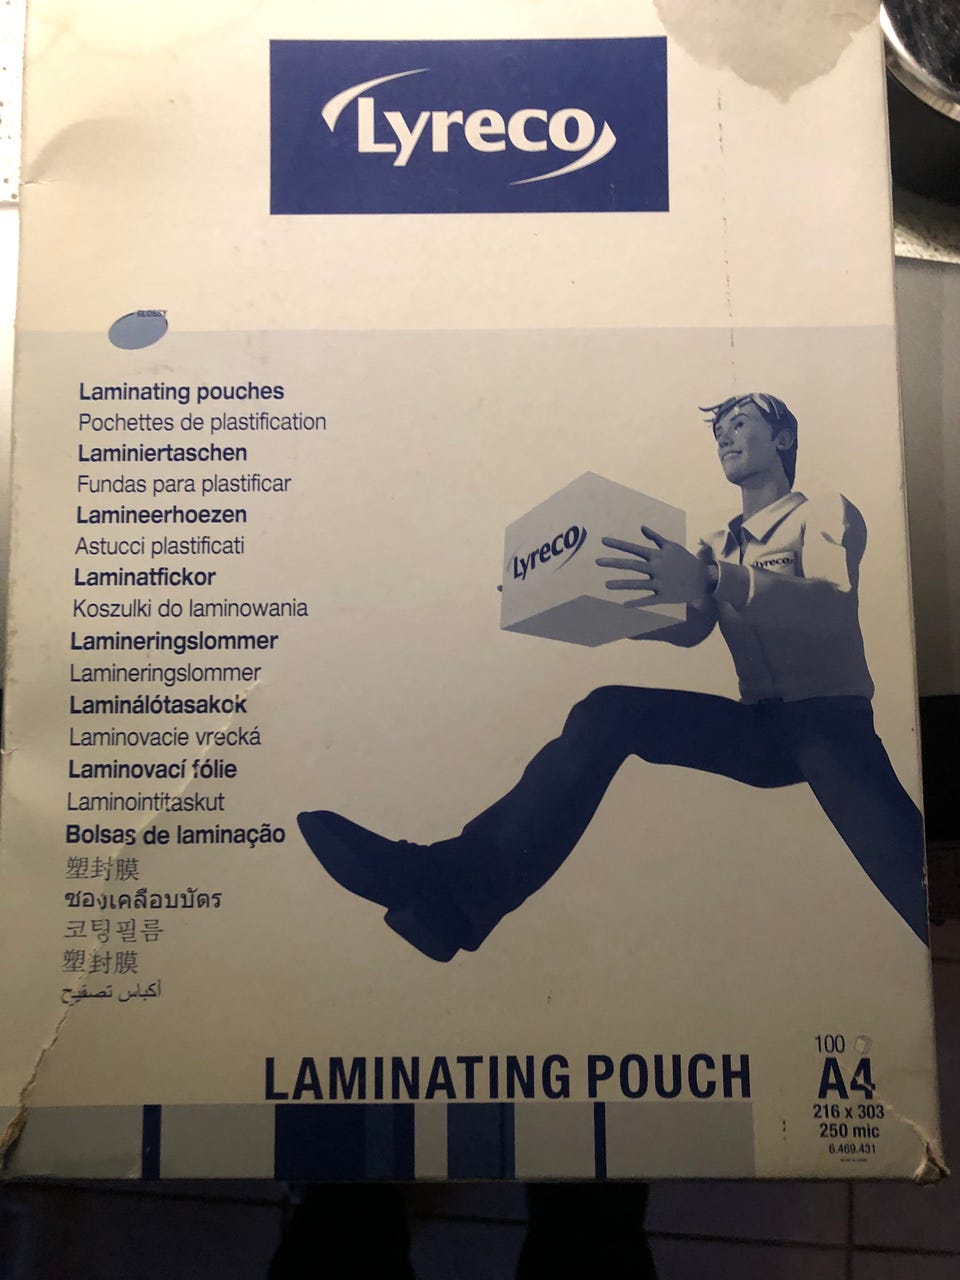 Lyreco
GLOSSY
Laminating pouches
Pochettes de plastification
Laminiertaschen
Fundas para plastificar
Lamineerhoezen
Astucci plastificati
Laminatfickor
Koszulki do laminowania
Lamineringslommer
Lamineringslommer
Laminálótasakok
Laminovacie vrecká
Laminovací fólie
Laminointitaskut
Bolsas de laminação
塑封膜
ซองเคลือบบัตร
코팅필름
塑封膜
أكياس تصفيح
Lyreco
Lyreco
LAMINATING POUCH
100
A4
216 x 303
250 mic
6.469.431